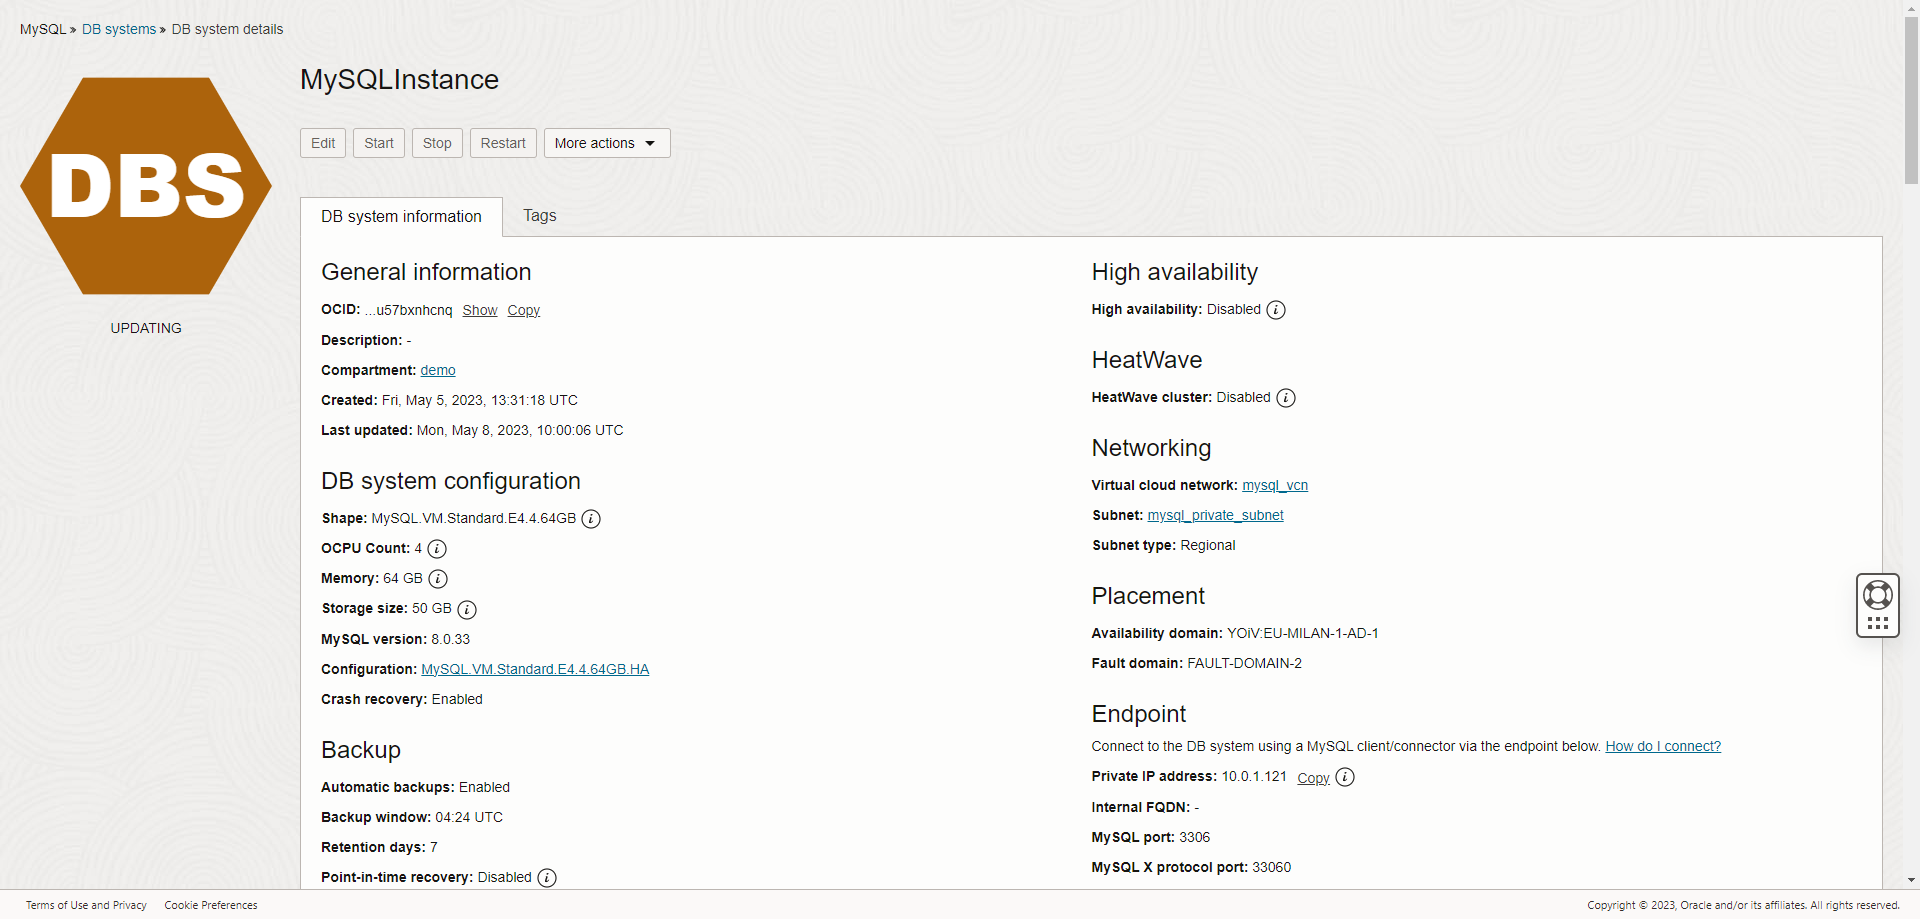 MySQL » DB systems » DB system details
DBS
UPDATING
MySQLInstance
Edit Start Stop Restart More actions
DB system information Tags
General information
OCID: ...u57bxnhcnq Show Copy
Description: -
Compartment: demo
Created: Fri, May 5, 2023, 13:31:18 UTC
Last updated: Mon, May 8, 2023, 10:00:06 UTC
DB system configuration
Shape: MySQL.VM.Standard.E4.4.64GB i
OCPU Count: 4 i
Memory: 64 GB i
Storage size: 50 GB i
MySQL version: 8.0.33
Configuration: MySQL.VM.Standard.E4.4.64GB.HA
Crash recovery: Enabled
Backup
Automatic backups: Enabled
Backup window: 04:24 UTC
Retention days: 7
Point-in-time recovery: Disabled i
High availability
High availability: Disabled i
HeatWave
HeatWave cluster: Disabled i
Networking
Virtual cloud network: mysql_vcn
Subnet: mysql_private_subnet
Subnet type: Regional
Placement
Availability domain: YOiV:EU-MILAN-1-AD-1
Fault domain: FAULT-DOMAIN-2
Endpoint
Connect to the DB system using a MySQL client/connector via the endpoint below. How do I connect?
Private IP address: 10.0.1.121 Copy i
Internal FQDN: -
MySQL port: 3306
MySQL X protocol port: 33060
Terms of Use and Privacy Cookie Preferences
Copyright © 2023, Oracle and/or its affiliates. All rights reserved.